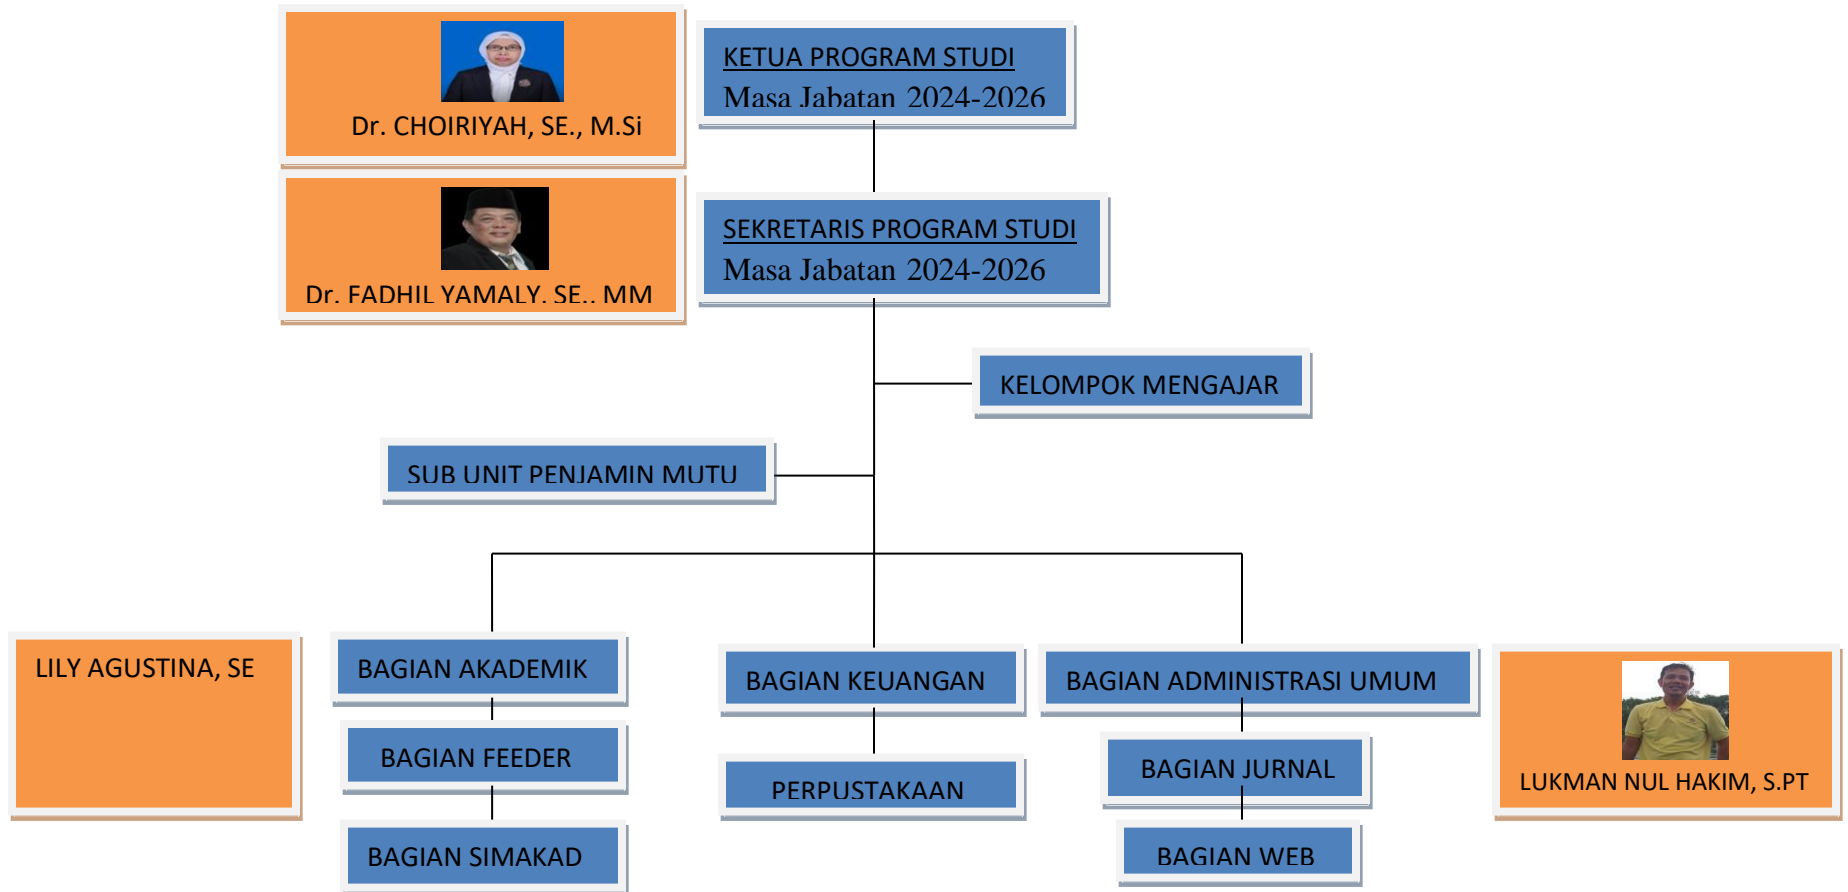 Dr. CHOIRIYAH, SE., M.Si
KETUA PROGRAM STUDI
Masa Jabatan 2024-2026
Dr. FADHIL YAMALY, SE., MM
SEKRETARIS PROGRAM STUDI
Masa Jabatan 2024-2026
KELOMPOK MENGAJAR
SUB UNIT PENJAMIN MUTU
LILY AGUSTINA, SE
BAGIAN AKADEMIK
BAGIAN KEUANGAN
BAGIAN ADMINISTRASI UMUM
LUKMAN NUL HAKIM, S.PT
BAGIAN FEEDER
PERPUSTAKAAN
BAGIAN JURNAL
BAGIAN SIMAKAD
BAGIAN WEB